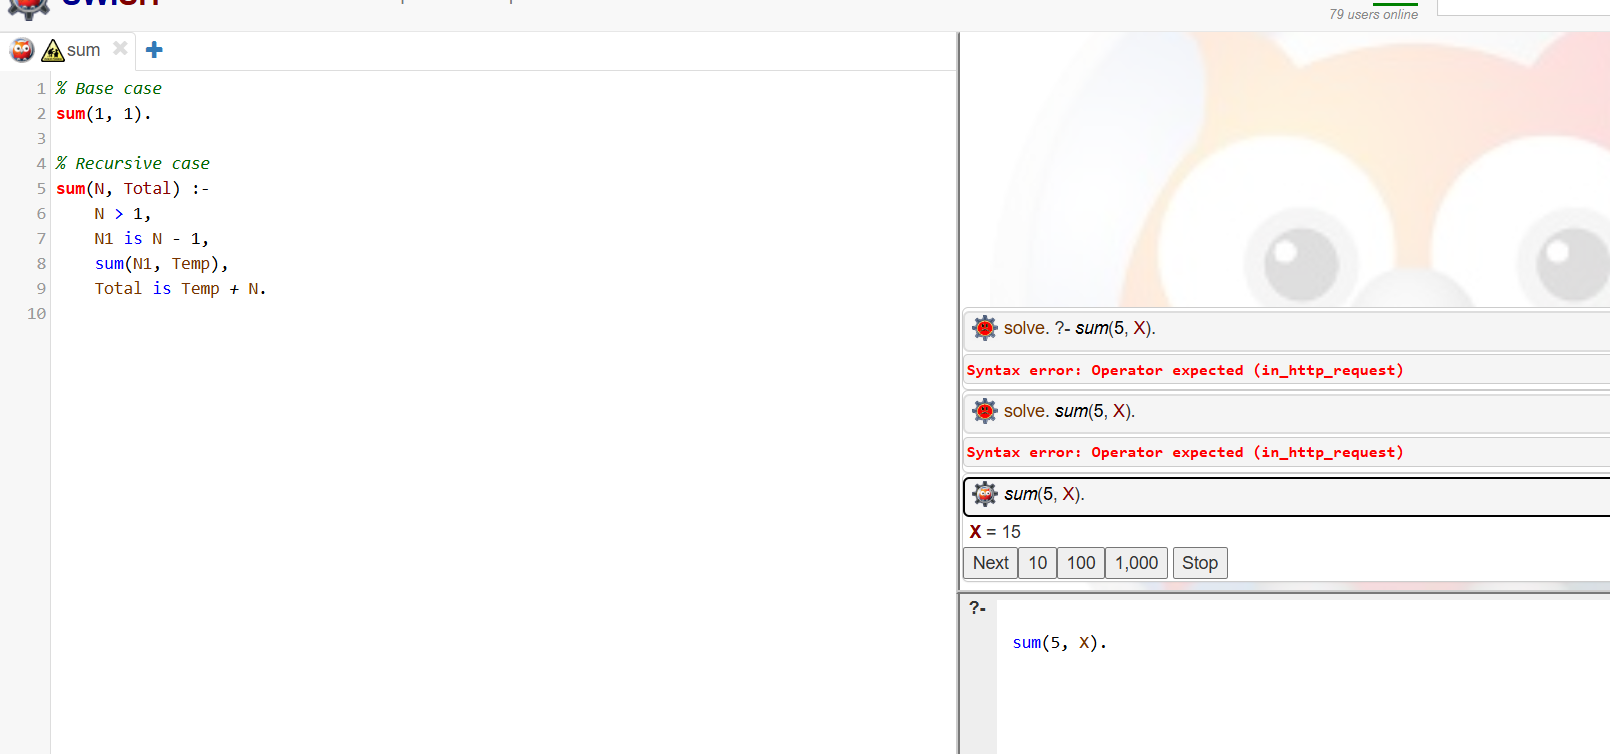 79 users online
sum
1 % Base case
2 sum(1, 1).
3
4 % Recursive case
5 sum(N, Total) :-
6 N > 1,
7 N1 is N - 1,
8 sum(N1, Temp),
9 Total is Temp + N.
10
solve. ?- sum(5, X).
Syntax error: Operator expected (in_http_request)
solve. sum(5, X).
Syntax error: Operator expected (in_http_request)
sum(5, X).
X = 15
Next 10 100 1,000 Stop
?-
sum(5, X).